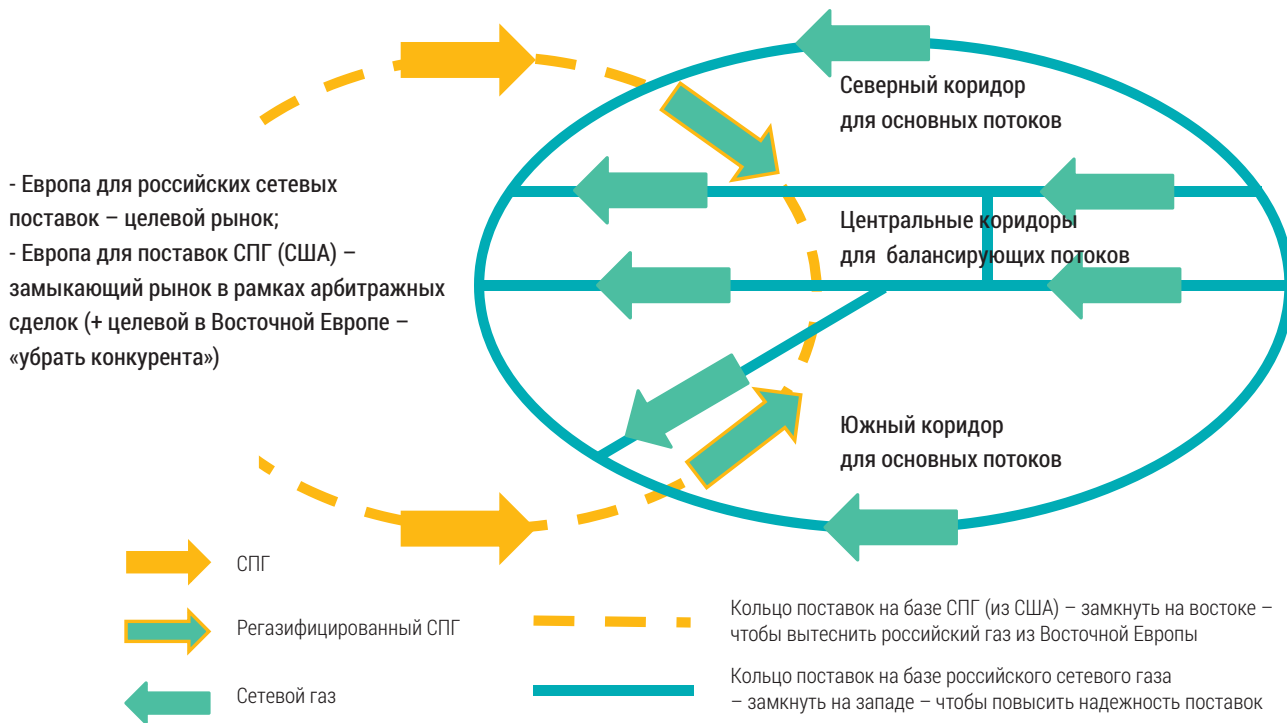 Северный коридор
для основных потоков
- Европа для российских сетевых
поставок – целевой рынок;
- Европа для поставок СПГ (США) –
замыкающий рынок в рамках арбитражных
сделок (+ целевой в Восточной Европе –
«убрать конкурента»)
Центральные коридоры
для балансирующих потоков
Южный коридор
для основных потоков
СПГ
Регазифицированный СПГ
Сетевой газ
Кольцо поставок на базе СПГ (из США) – замкнуть на востоке –
чтобы вытеснить российский газ из Восточной Европы
Кольцо поставок на базе российского сетевого газа
– замкнуть на западе – чтобы повысить надежность поставок